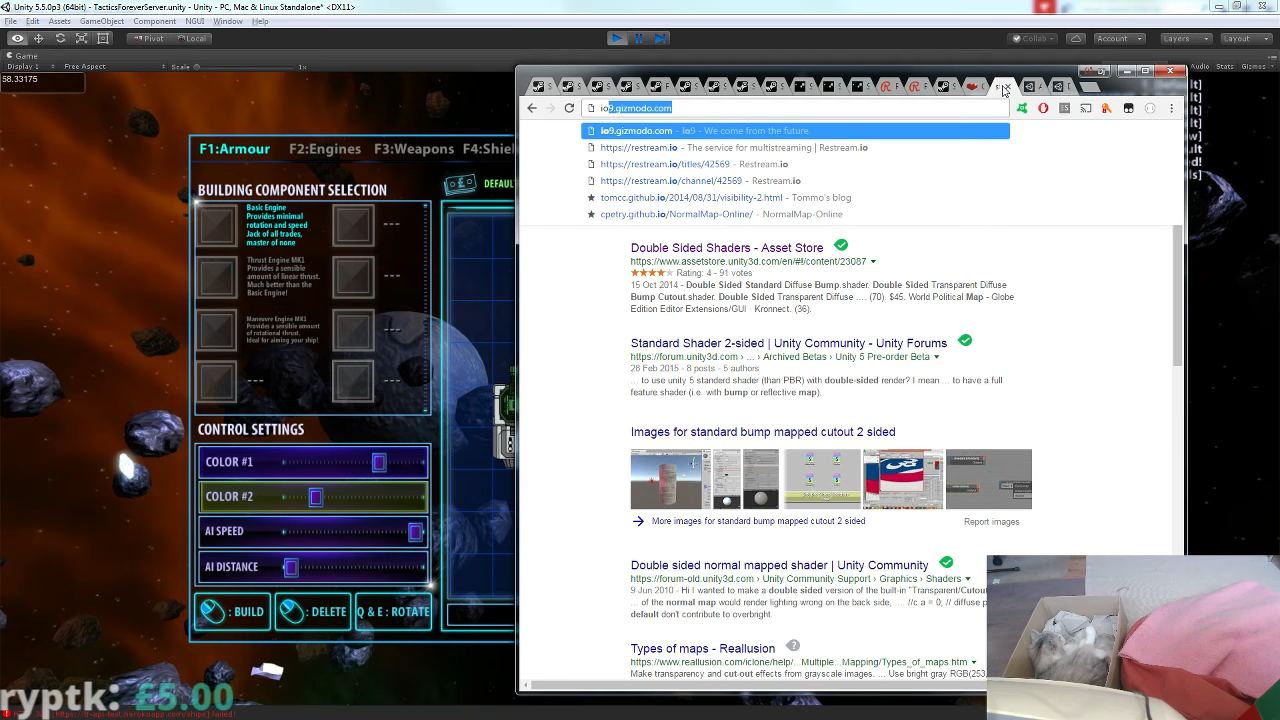 Unity 5.5.0p3 (64bit) - TacticsForeverServer.unity - Unity - PC, Mac & Linux Standalone* <DX11>
File Edit Assets GameObject Component NGUI Window Help
Pivot Local
Collab Account Layers Layout
Game
Display 1 Free Aspect Scale 1x Maximize
Stats Gizmos
58.33175
io9.gizmodo.com
io9.gizmodo.com - io9 - We come from the future.
https://restream.io - The service for multistreaming | Restream.io
https://restream.io/titles/42569 - Restream.io
https://restream.io/channel/42569 - Restream.io
tomcc.github.io/2014/08/31/visibility-2.html - Tommo's blog
cpetry.github.io/NormalMap-Online/ - NormalMap-Online
F1:Armour F2:Engines F3:Weapons F4:Shiel
BUILDING COMPONENT SELECTION
DEFAUL
Basic Engine
Provides minimal
rotation and speed
Jack of all trades,
master of none
---
Thrust Engine MK1
Provides a sensible
amount of linear thrust.
Much better than the
Basic Engine!
---
Maneuvre Engine MK1
Provides a sensible amount
of rotational thrust.
Ideal for aiming your ship!
---
---
---
CONTROL SETTINGS
COLOR #1
COLOR #2
AI SPEED
AI DISTANCE
: BUILD : DELETE Q & E : ROTATE
Double Sided Shaders - Asset Store
https://www.assetstore.unity3d.com/en/#!/content/23087
Rating: 4 - 91 votes
15 Oct 2014 - Double Sided Standard Diffuse Bump.shader. Double Sided Transparent Diffuse
Bump Cutout.shader. Double Sided Transparent Diffuse .... (70). $45. World Political Map - Globe
Edition Editor Extensions/GUI · Kronnect. (36).
Standard Shader 2-sided | Unity Community - Unity Forums
https://forum.unity3d.com › ... › Archived Betas › Unity 5 Pre-order Beta
28 Feb 2015 - 8 posts - 5 authors
... to use unity 5 standerd shader (than PBR) with double-sided render? I mean ... to have a full
feature shader (i.e. with bump or reflective map).
Images for standard bump mapped cutout 2 sided
More images for standard bump mapped cutout 2 sided Report images
Double sided normal mapped shader | Unity Community
https://forum-old.unity3d.com › Unity Community Support › Graphics › Shaders
9 Jun 2010 - Hi I wanted to make a double sided version of the built-in "Transparent/Cutou
... of the normal map would render lighting wrong on the back side, .... //c.a = 0; // diffuse p
default don't contribute to overbright.
Types of maps - Reallusion
https://www.reallusion.com/iclone/help/...Multiple...Mapping/Types_of_maps.htm
Make transparency and cut-out effects from grayscale images. ... Use bright gray RGB(253,
ryptk: £5.00